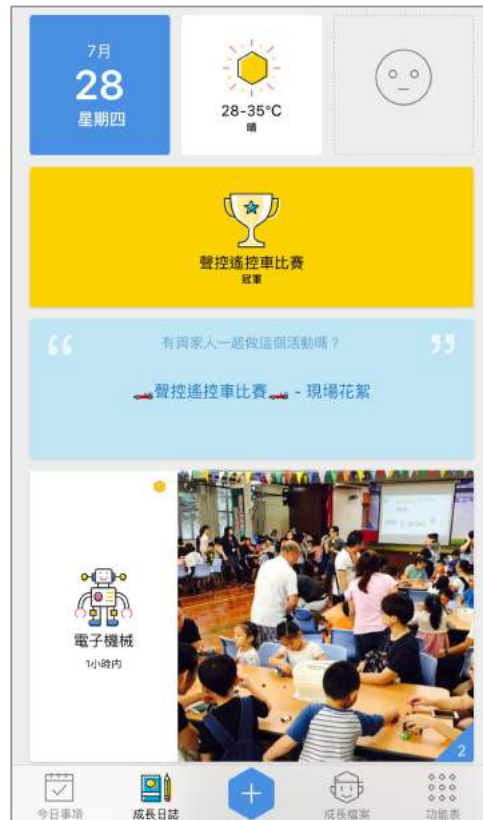 7月
28
星期四
28-35°C
晴
聲控遙控車比賽
冠軍
有與家人一起做這個活動嗎？
聲控遙控車比賽 - 現場花絮
電子機械
1小時內
2
今日事項
成長日誌
成長檔案
功能表